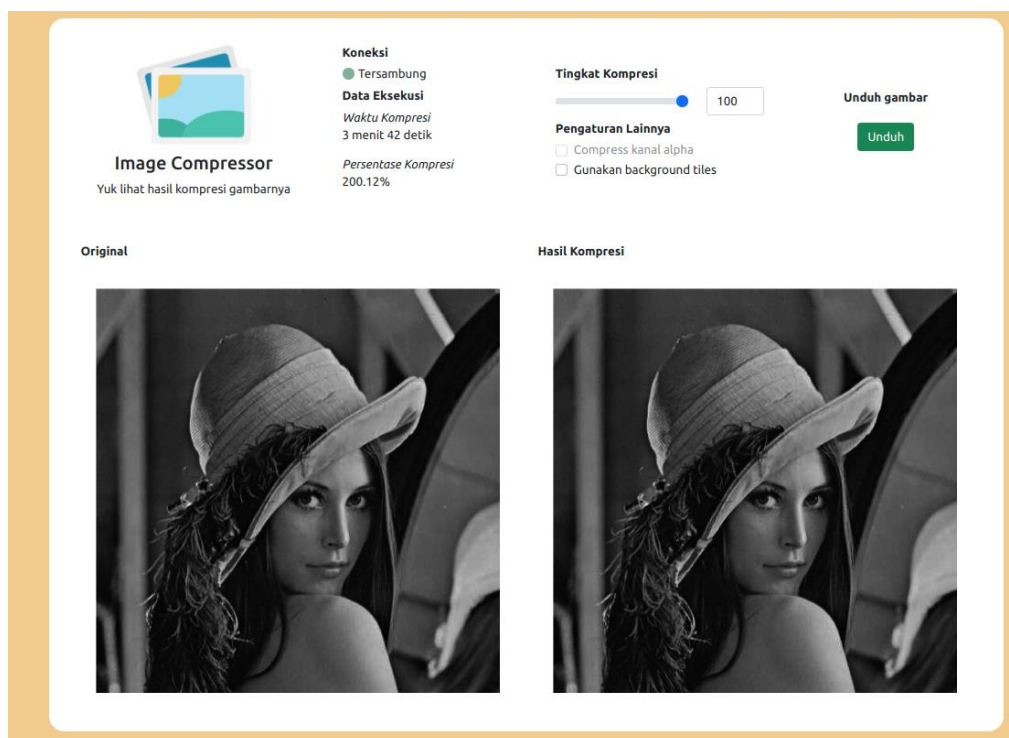 Image Compressor
Yuk lihat hasil kompresi gambarnya
Koneksi
Tersambung
Data Eksekusi
Waktu Kompresi
3 menit 42 detik
Persentase Kompresi
200.12%
Tingkat Kompresi
100
Pengaturan Lainnya
Compress kanal alpha
Gunakan background tiles
Unduh gambar
Unduh
Original
Hasil Kompresi